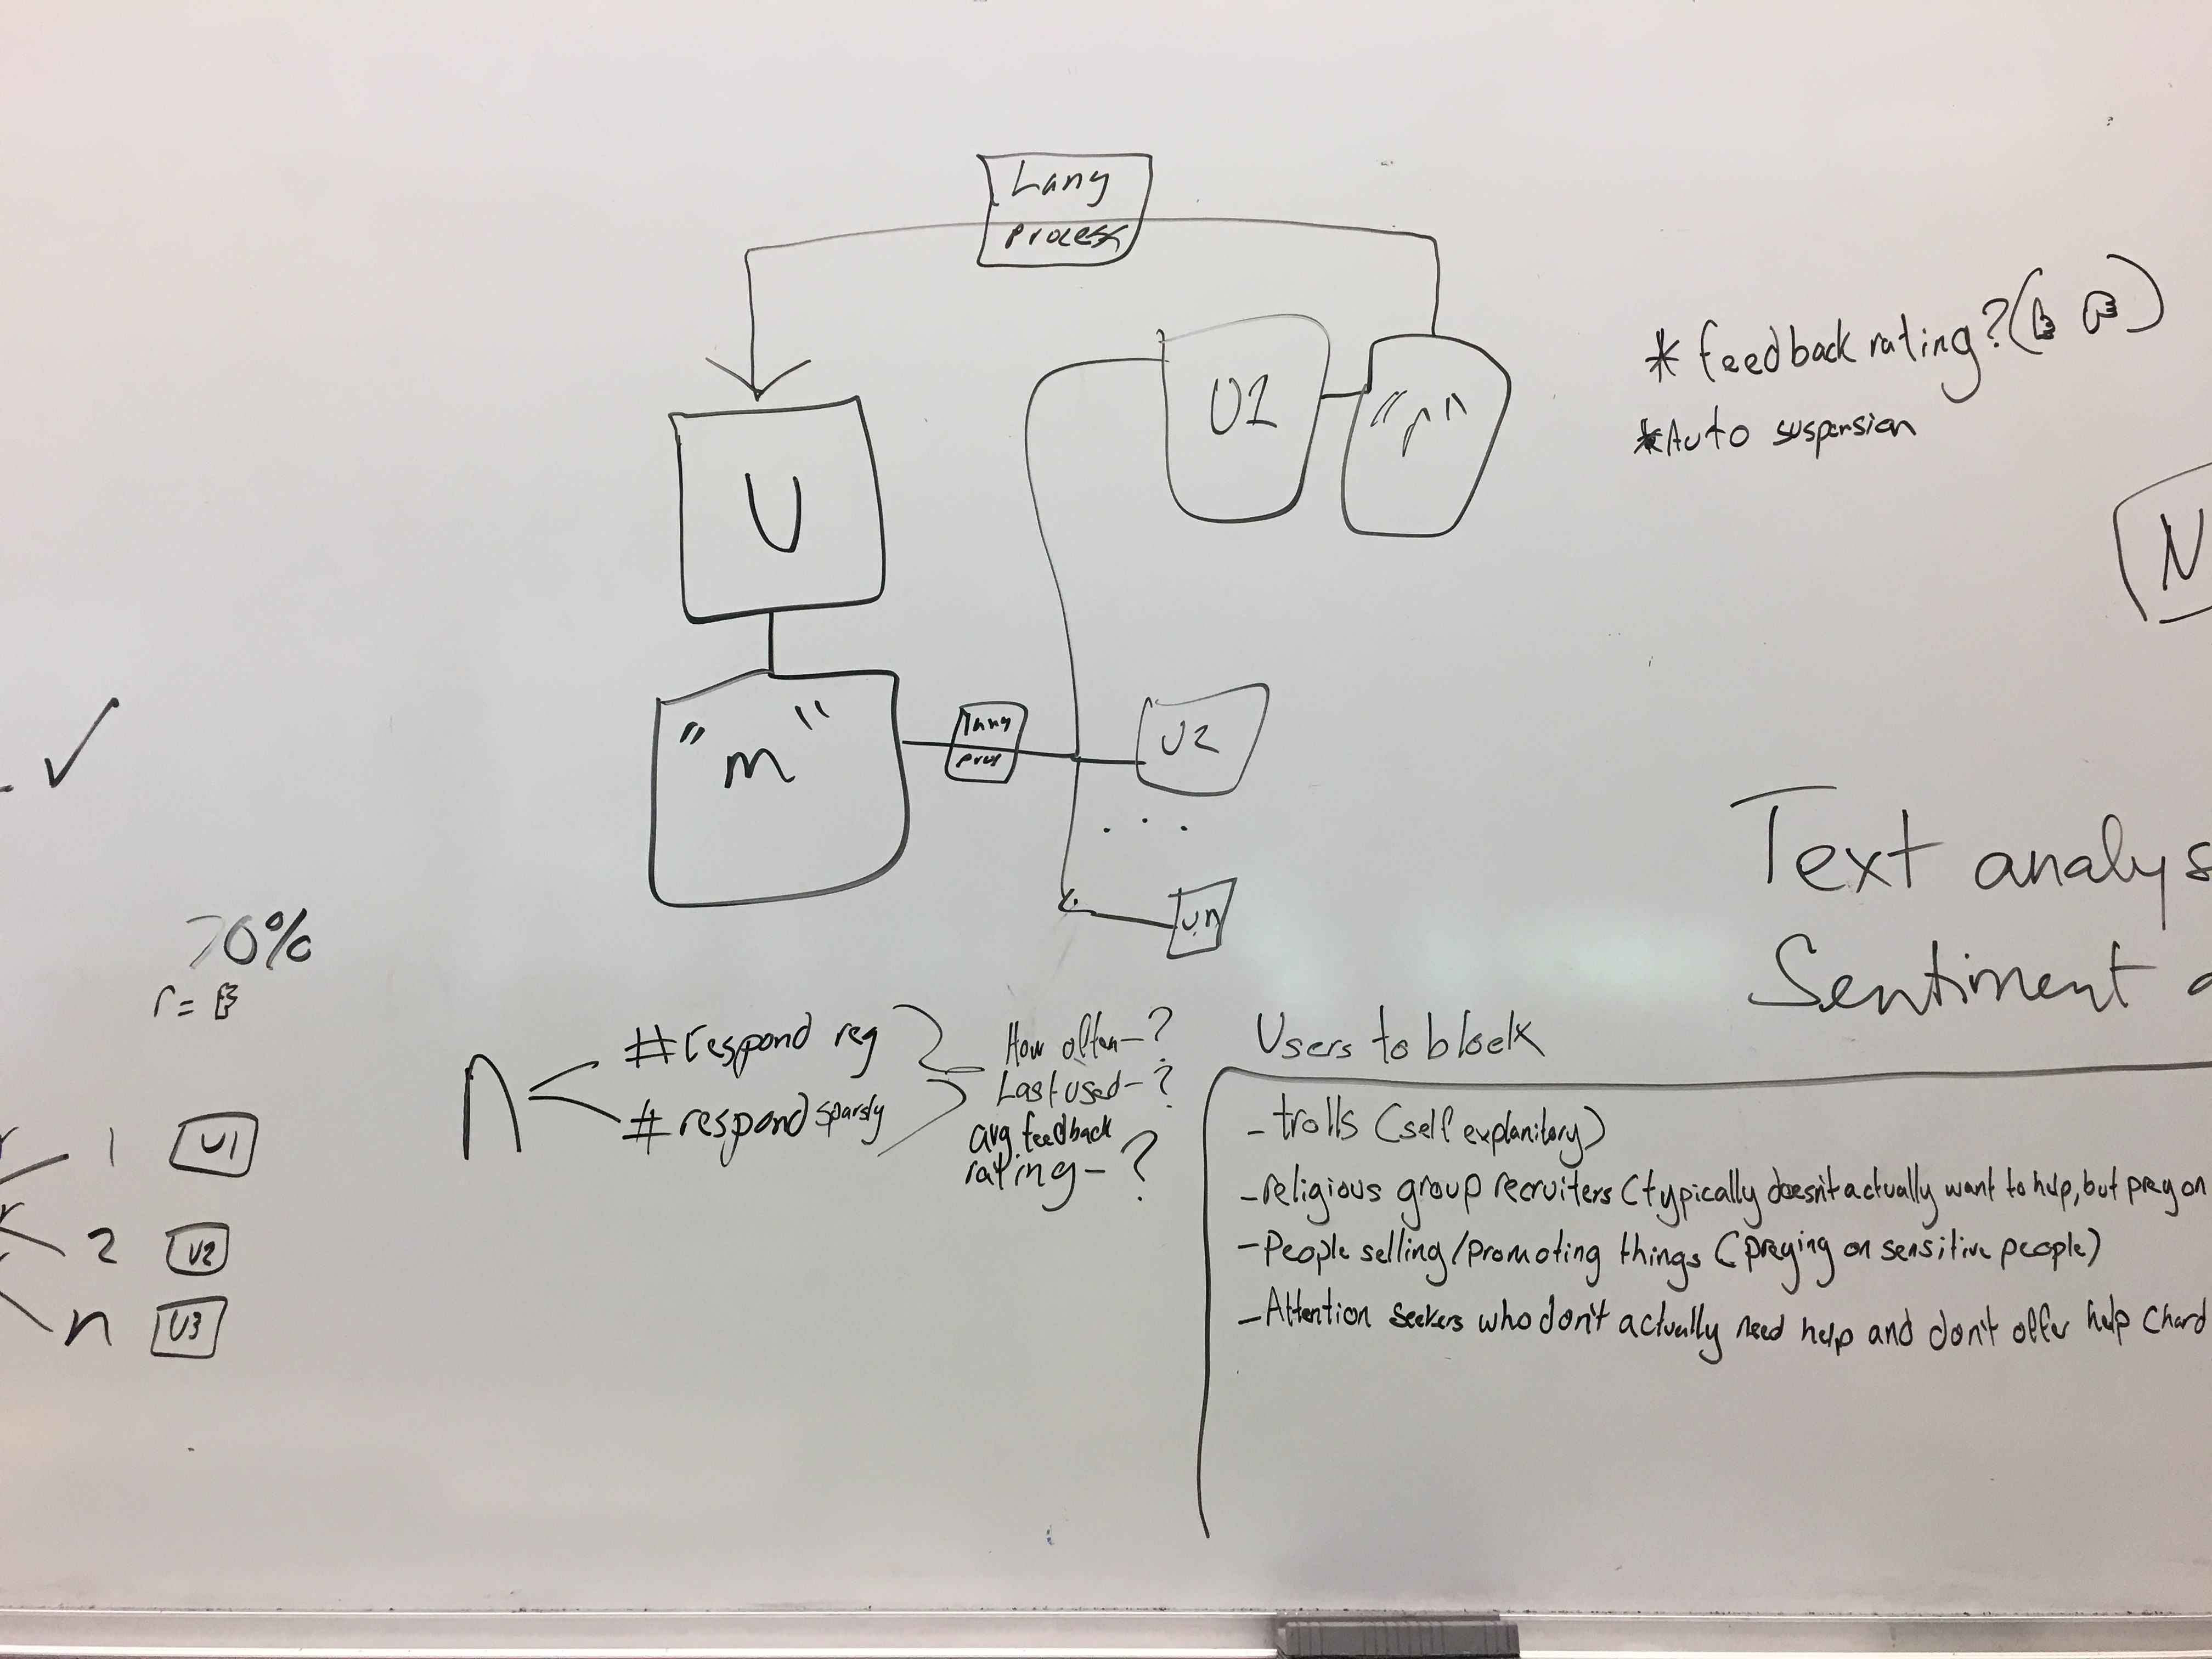 Lang
process
U1
"r"
* feedback rating? ( )
*Auto suspension
U
N
"m"
lang
U2
. . .
Un
Text analys
Sentiment
70%
r =
n
#respond reg
#respond sparsly
How often - ?
Last used - ?
avg feedback
rating - ?
1 U1
2 U2
n U3
Users to block
- trolls (self explanitory)
- religious group recruiters (typically doesn't actually want to help, but prey on
- People selling/promoting things (preying on sensitive people)
- Attention seekers who don't actually need help and don't offer help (hard